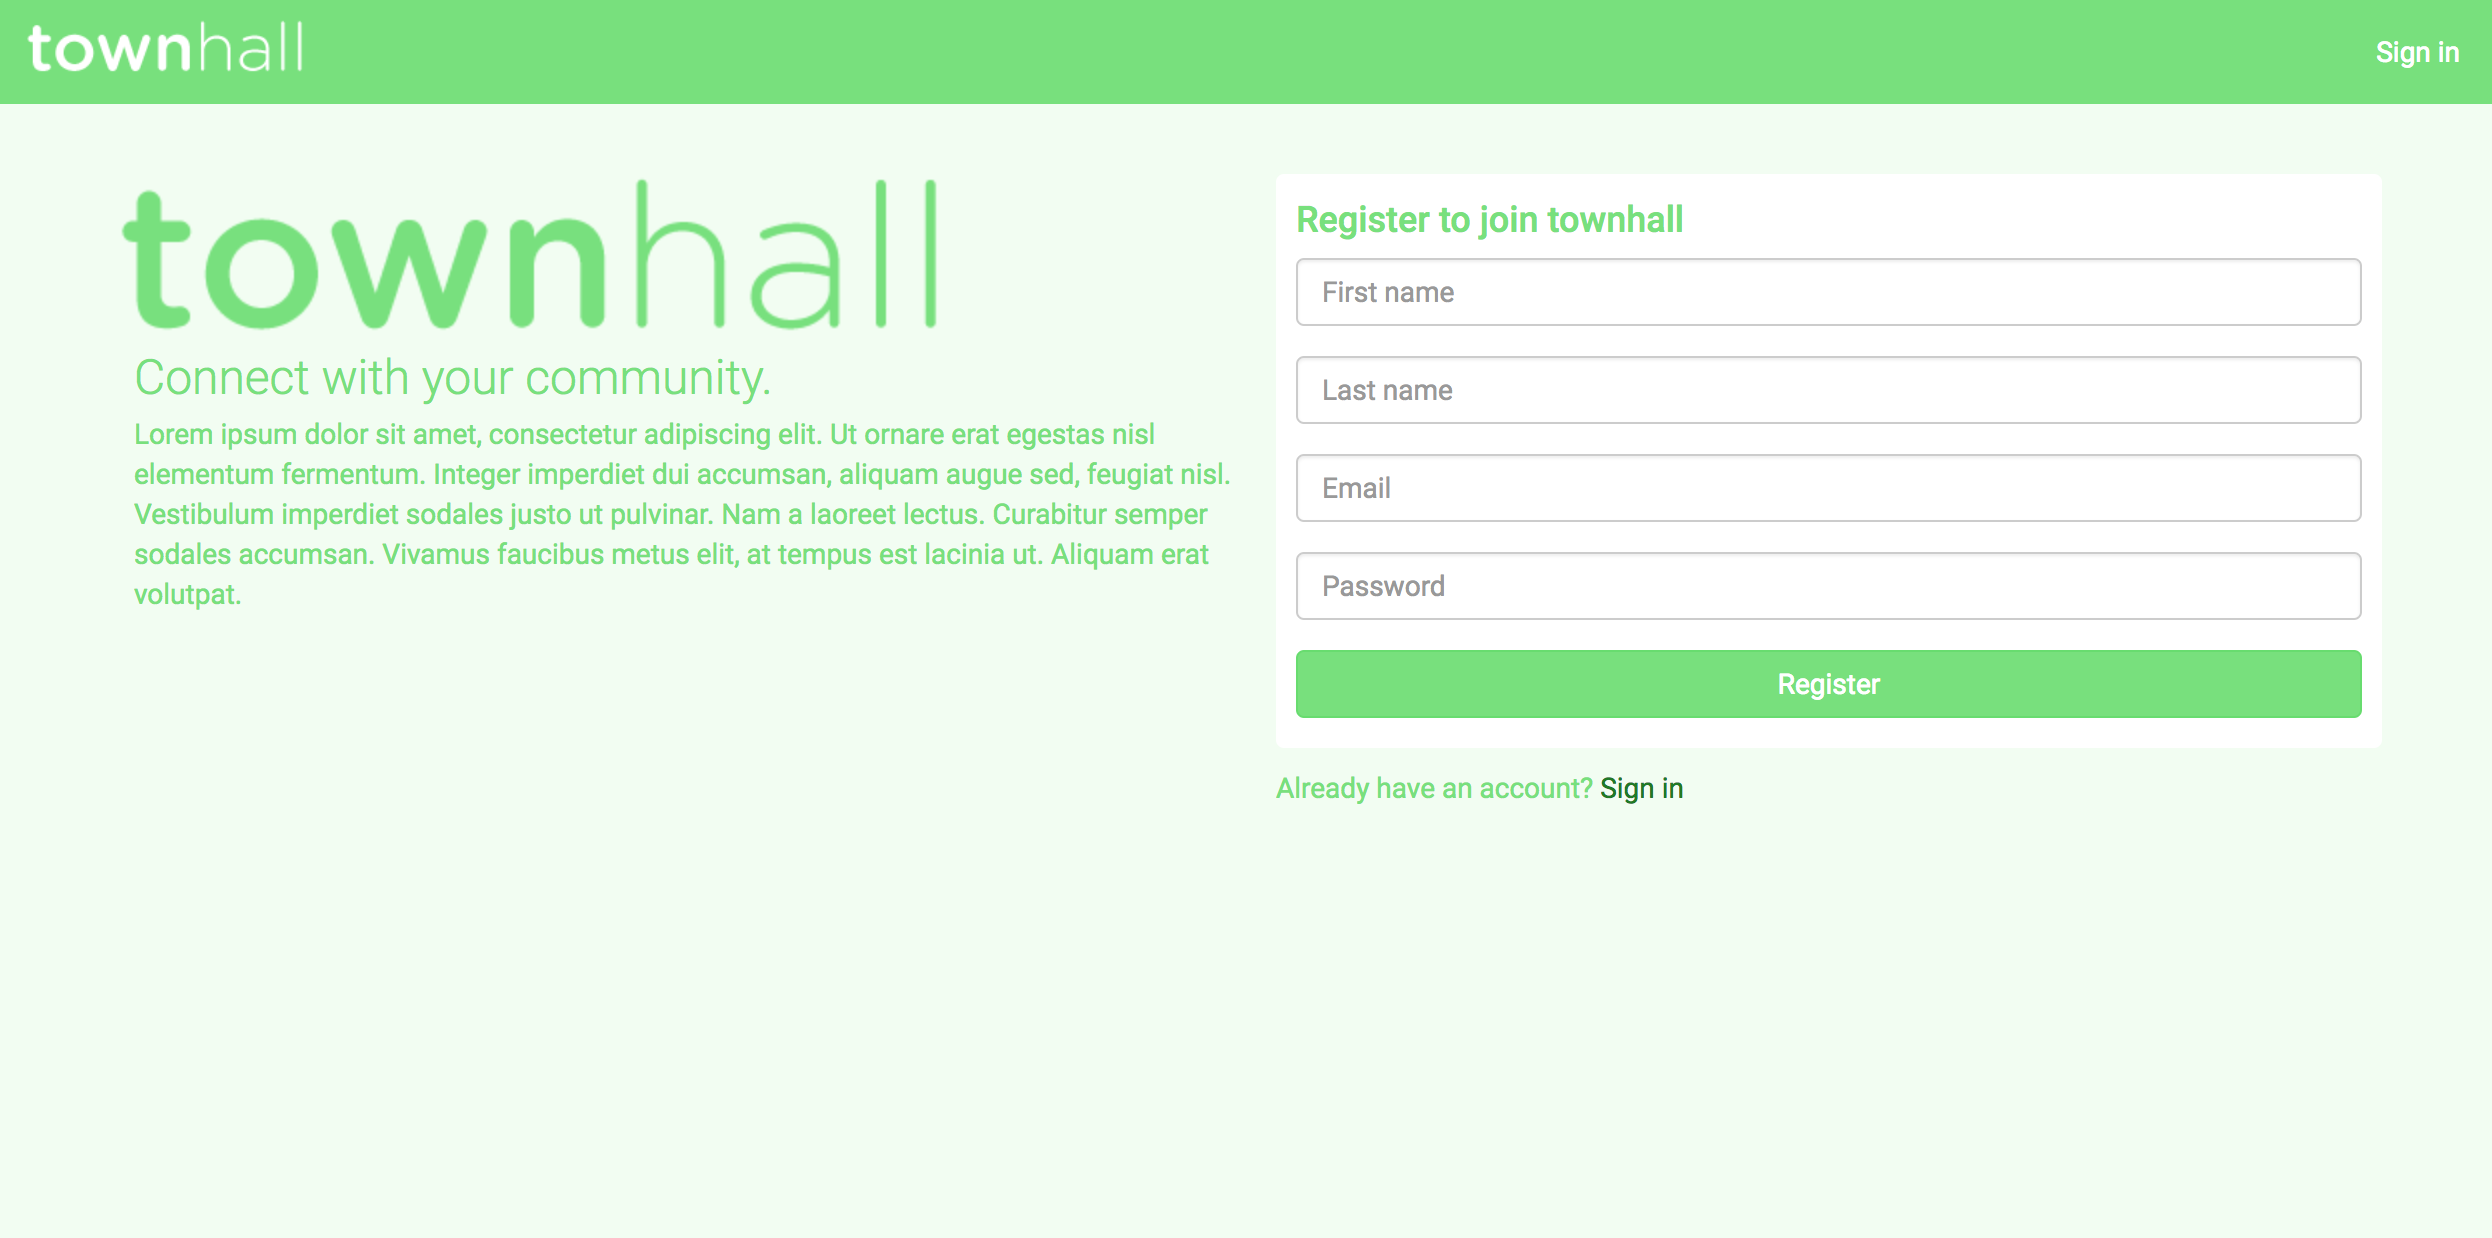 townhall
Sign in
townhall
Connect with your community.
Lorem ipsum dolor sit amet, consectetur adipiscing elit. Ut ornare erat egestas nisl
elementum fermentum. Integer imperdiet dui accumsan, aliquam augue sed, feugiat nisl.
Vestibulum imperdiet sodales justo ut pulvinar. Nam a laoreet lectus. Curabitur semper
sodales accumsan. Vivamus faucibus metus elit, at tempus est lacinia ut. Aliquam erat
volutpat.
Register to join townhall
First name
Last name
Email
Password
Register
Already have an account? Sign in